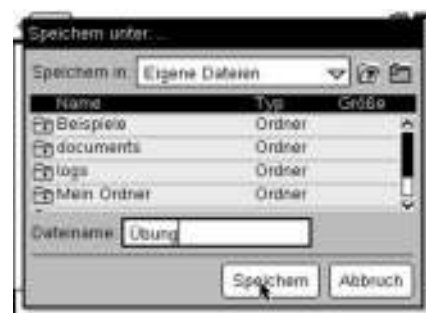 Speichern unter...
Speichern in: Eigene Dateien
Name Typ Größe
Beispiele Ordner
documents Ordner
logs Ordner
Mein Ordner Ordner
Dateiname: Übung
Speichern Abbruch